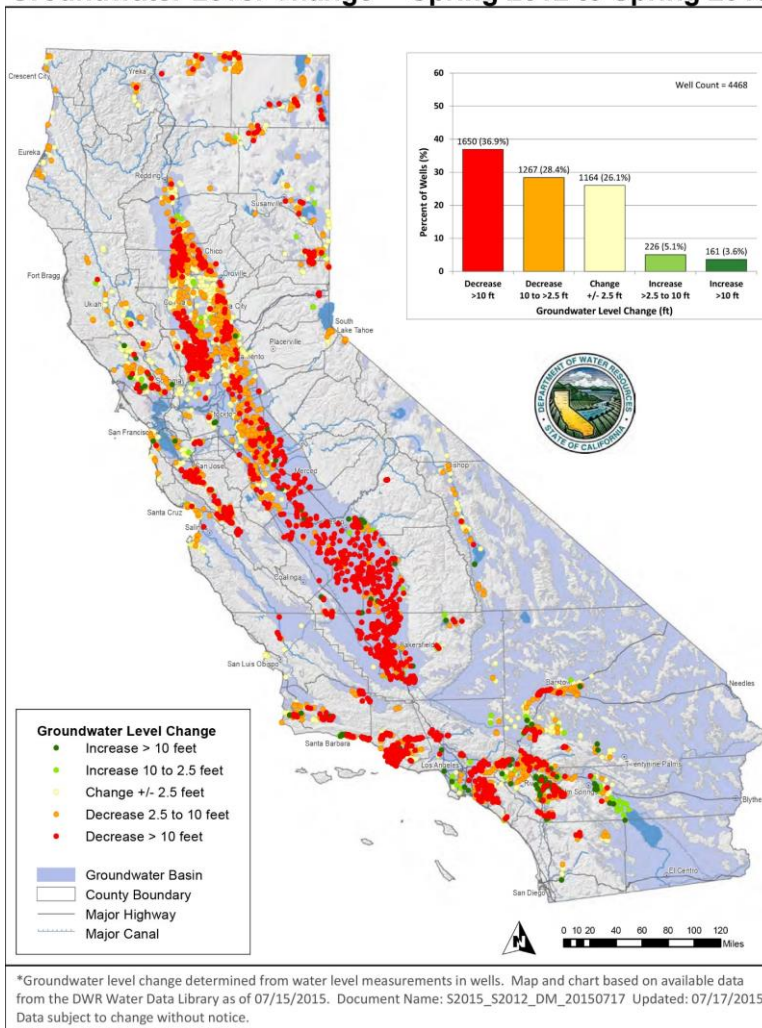 Groundwater Level Change
Spring
to Spring
Crescent City
Yreka
Eureka
Redding
Susanville
Chico
Fort Bragg
Oroville
Ukiah
South
Lake Tahoe
Placerville
San Francisco
San Jose
Merced
Santa Cruz
Coalinga
Bakersfield
San Luis Obispo
Barstow
Needles
Santa Barbara
Los Angeles
Twentynine Palms
Blythe
El Centro
San Diego
Well Count = 4468
Percent of Wells (%)
60
50
40
30
20
10
0
1650 (36.9%)
1267 (28.4%)
1164 (26.1%)
226 (5.1%)
161 (3.6%)
Decrease
>10 ft
Decrease
10 to >2.5 ft
Change
+/- 2.5 ft
Increase
>2.5 to 10 ft
Increase
>10 ft
Groundwater Level Change (ft)
DEPARTMENT OF WATER RESOURCES
STATE OF CALIFORNIA
Groundwater Level Change
Increase > 10 feet
Increase 10 to 2.5 feet
Change +/- 2.5 feet
Decrease 2.5 to 10 feet
Decrease > 10 feet
Groundwater Basin
County Boundary
Major Highway
Major Canal
N
0 10 20 40 60 80 100 120
Miles
*Groundwater level change determined from water level measurements in wells. Map and chart based on available data
from the DWR Water Data Library as of 07/15/2015. Document Name: S2015_S2012_DM_20150717 Updated: 07/17/2015
Data subject to change without notice.